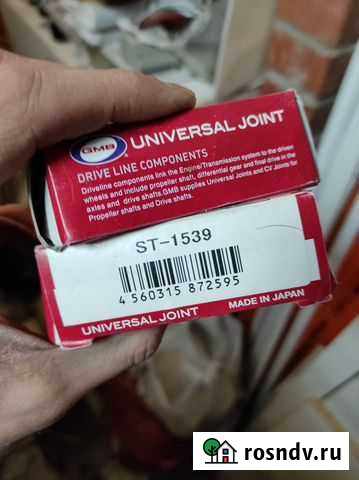 GMB
UNIVERSAL JOINT
DRIVE LINE COMPONENTS
Driveline components link the Engine/Transmission system to the driven
wheels and include propeller shaft, differential gear and final drive in the
axles and drive shafts. GMB supplies Universal Joints and CV Joints for
Propeller shafts and Drive shafts.
ST-1539
4 560315 872595
UNIVERSAL JOINT
MADE IN JAPAN
rosndv.ru